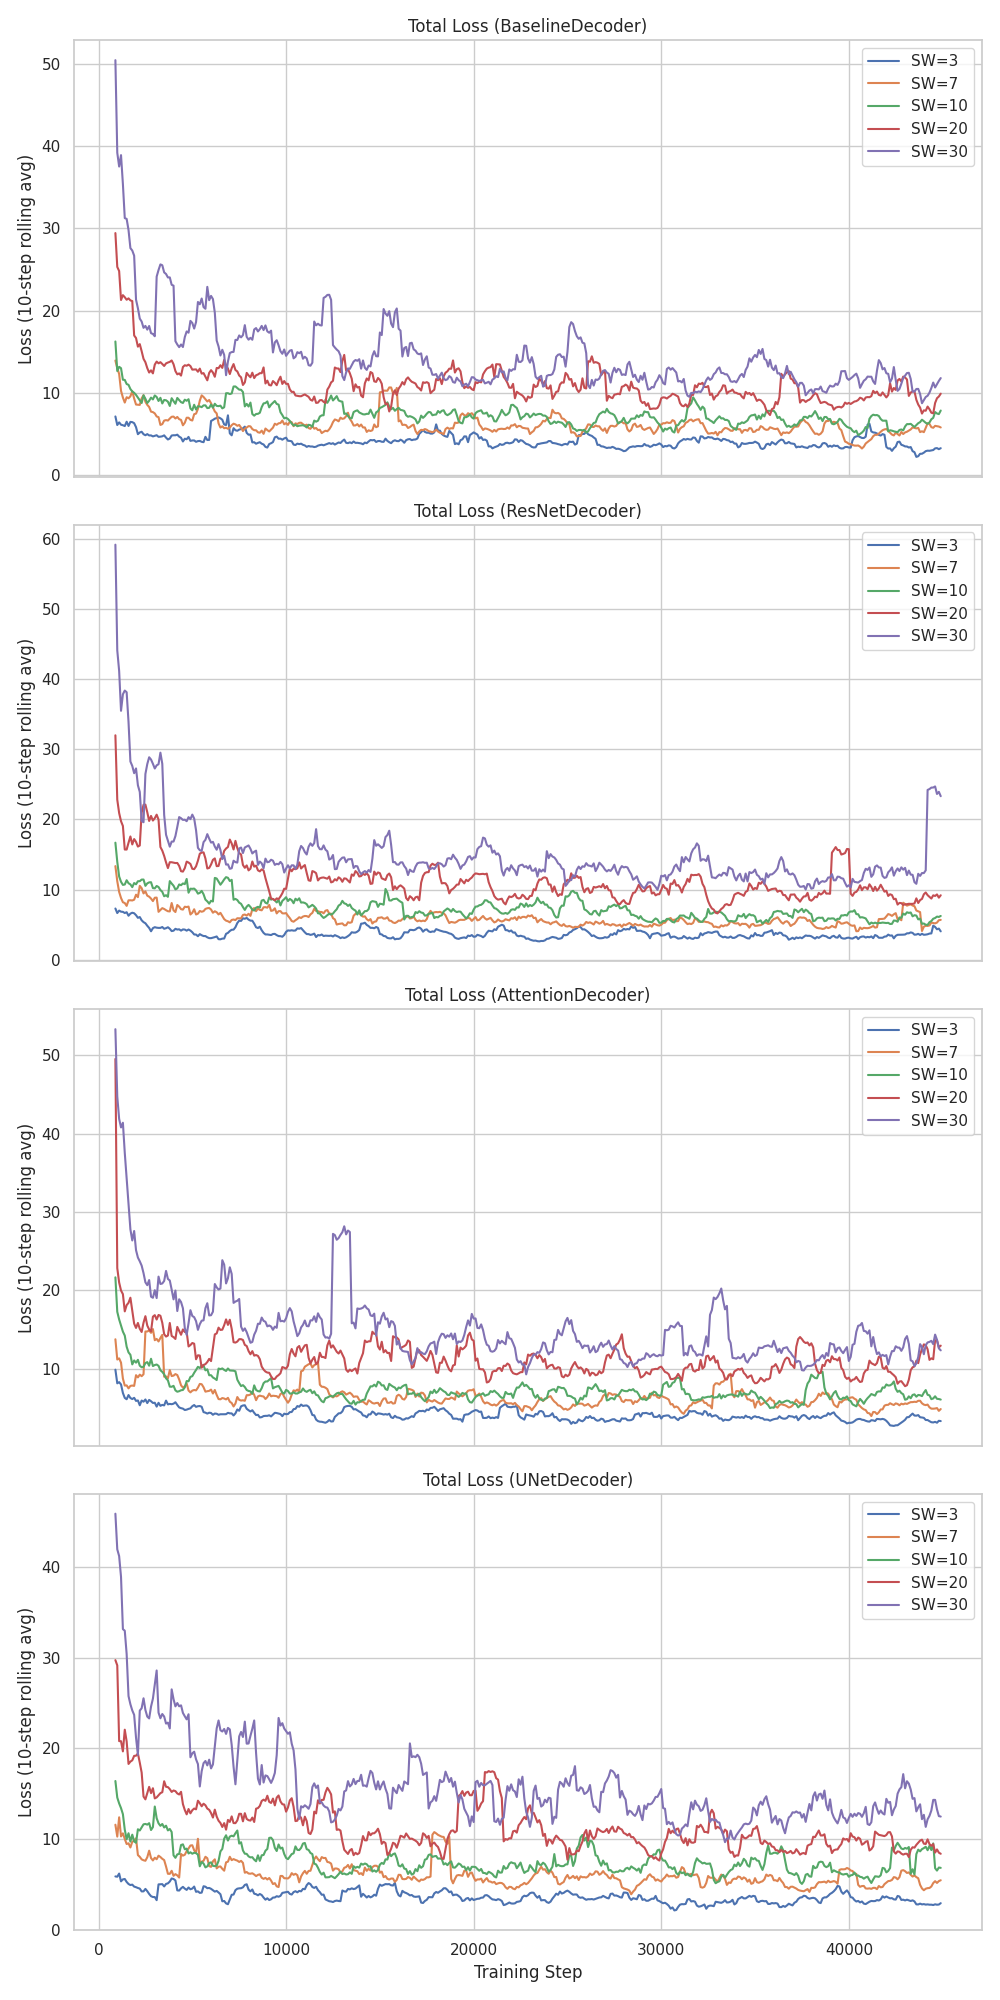 Total Loss (BaselineDecoder)
Loss (10-step rolling avg)
50
40
30
20
10
0
SW=3
SW=7
SW=10
SW=20
SW=30
Total Loss (ResNetDecoder)
Loss (10-step rolling avg)
60
50
40
30
20
10
0
SW=3
SW=7
SW=10
SW=20
SW=30
Total Loss (AttentionDecoder)
Loss (10-step rolling avg)
50
40
30
20
10
SW=3
SW=7
SW=10
SW=20
SW=30
Total Loss (UNetDecoder)
Loss (10-step rolling avg)
40
30
20
10
0
SW=3
SW=7
SW=10
SW=20
SW=30
0 10000 20000 30000 40000
Training Step